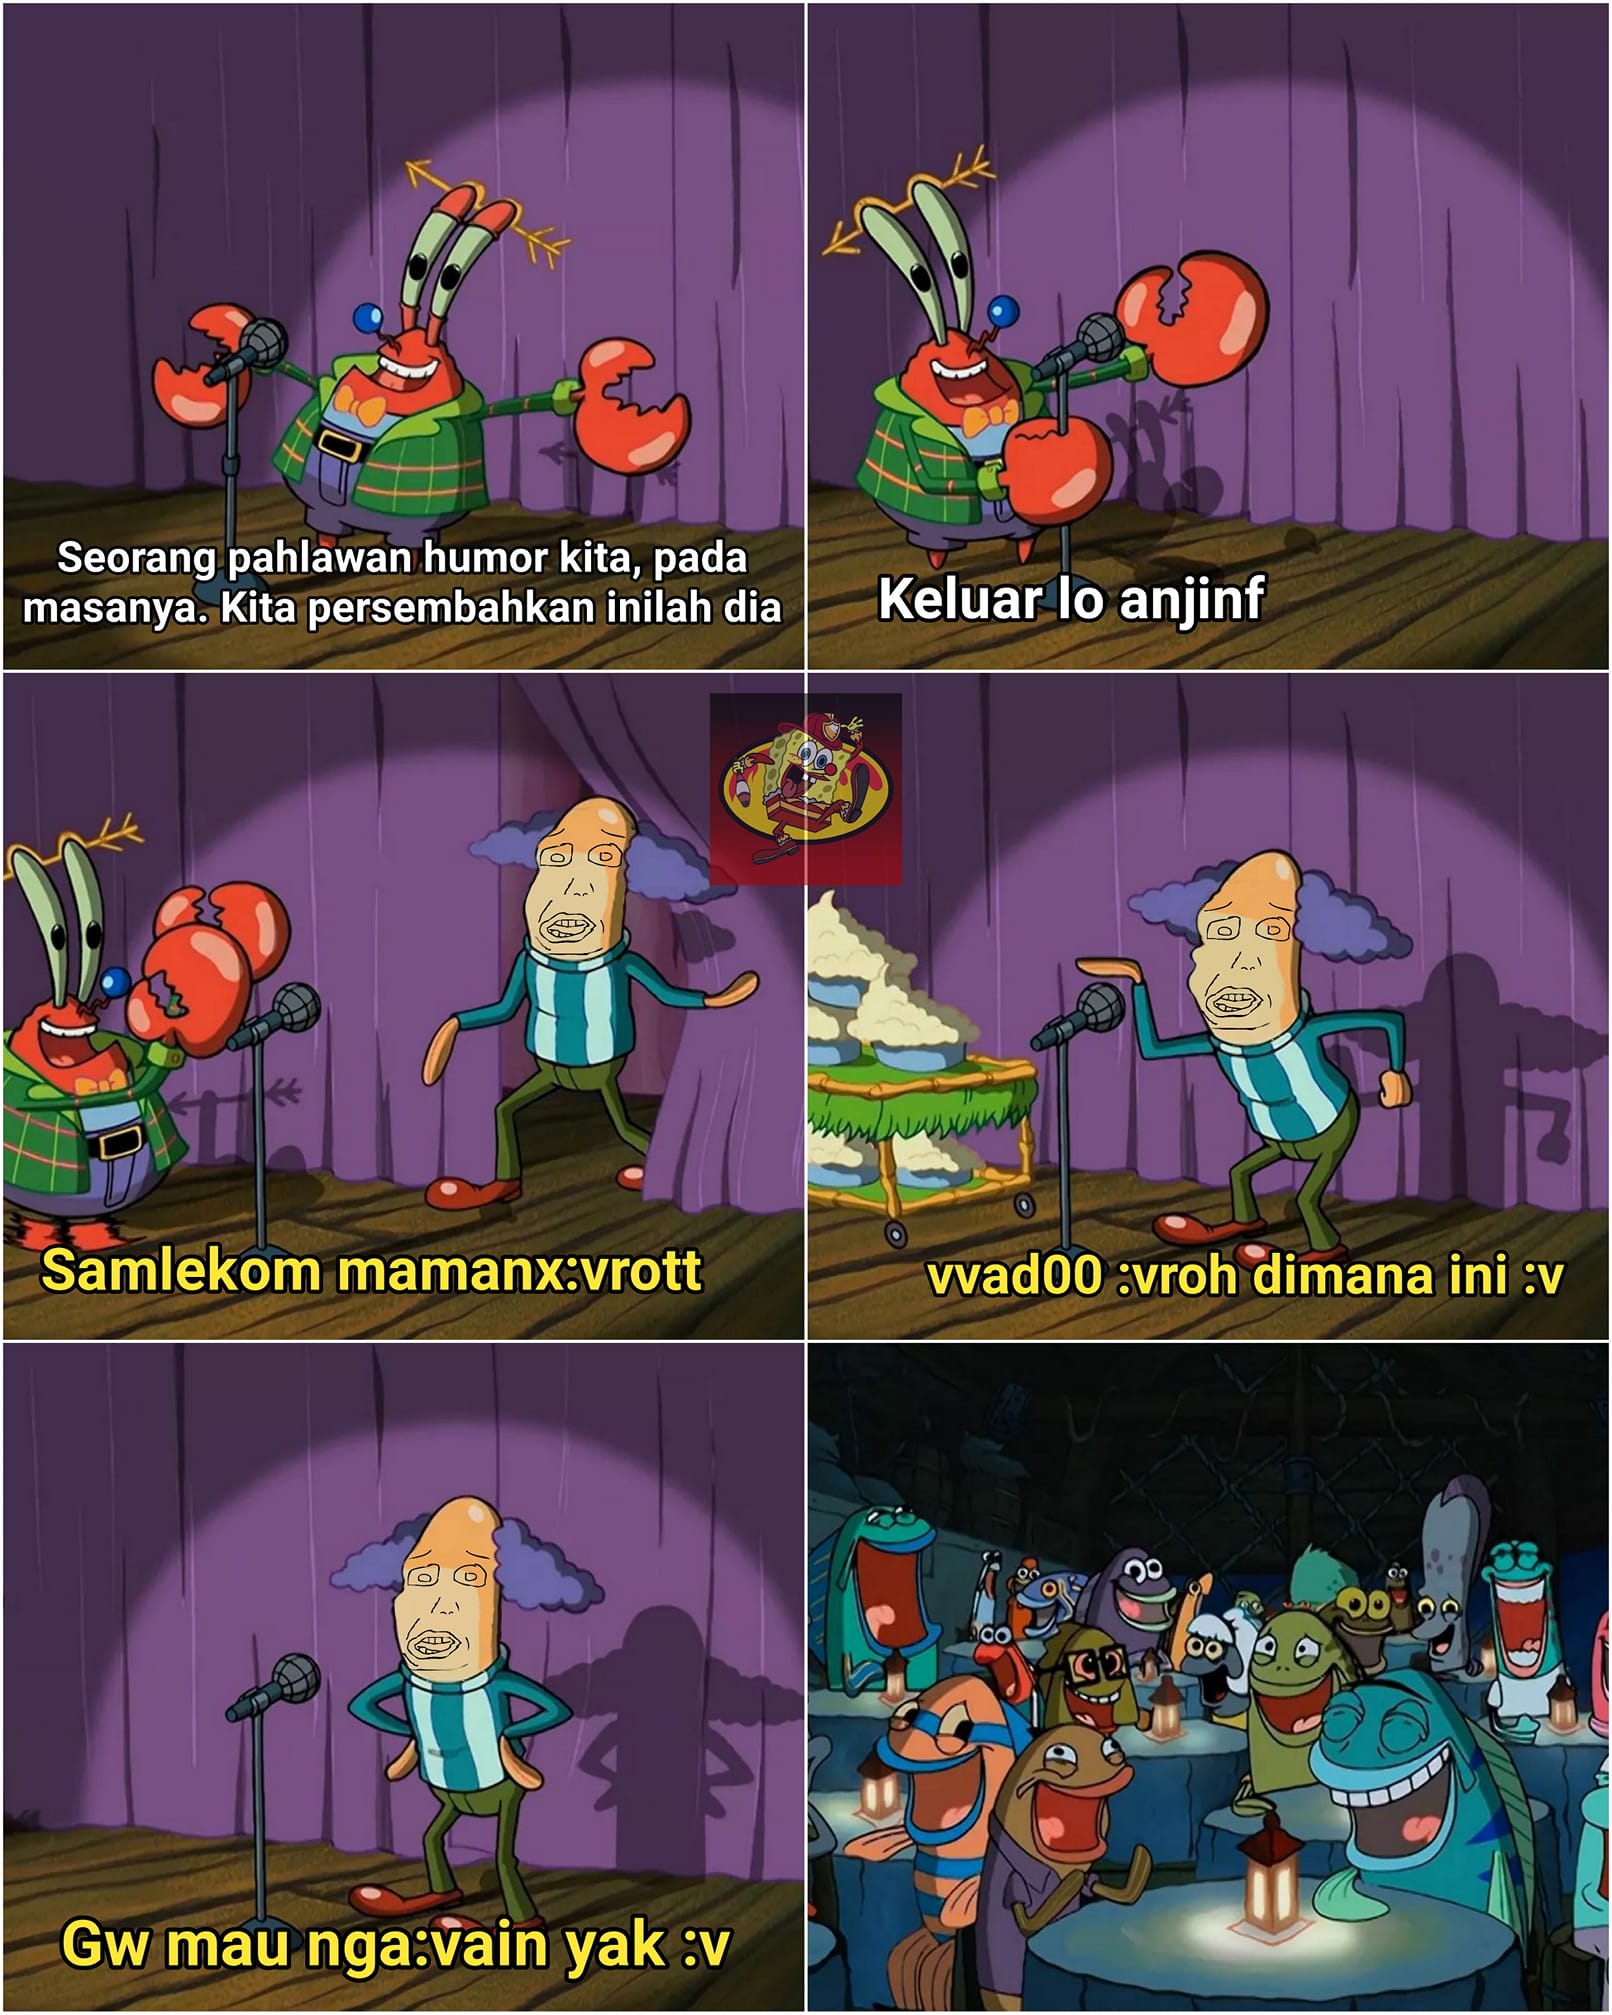 Seorang pahlawan humor kita, pada
masanya. Kita persembahkan inilah dia
Keluar lo anjinf
Samlekom mamanx:vrott
vvad00 :vroh dimana ini :v
Gw mau nga:vain yak :v